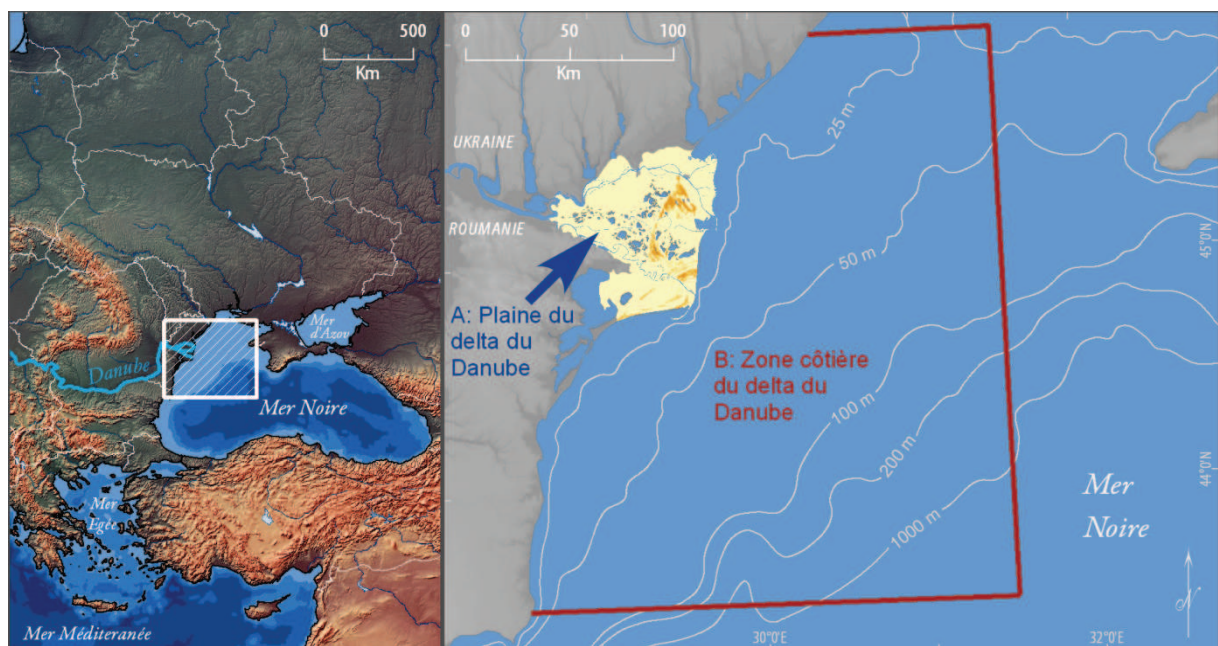 0
500
Km
Mer
d'Azou
Danube
Mer Noire
Mer
Egée
Mer Méditeranée
0
50
100
Km
UKRAINE
ROUMANIE
A: Plaine du
delta du
Danube
B: Zone côtière
du delta du
Danube
25 m
50 m
100 m
200 m
1000 m
45°0'N
44°0'N
Mer
Noire
N
30°0'E
32°0'E